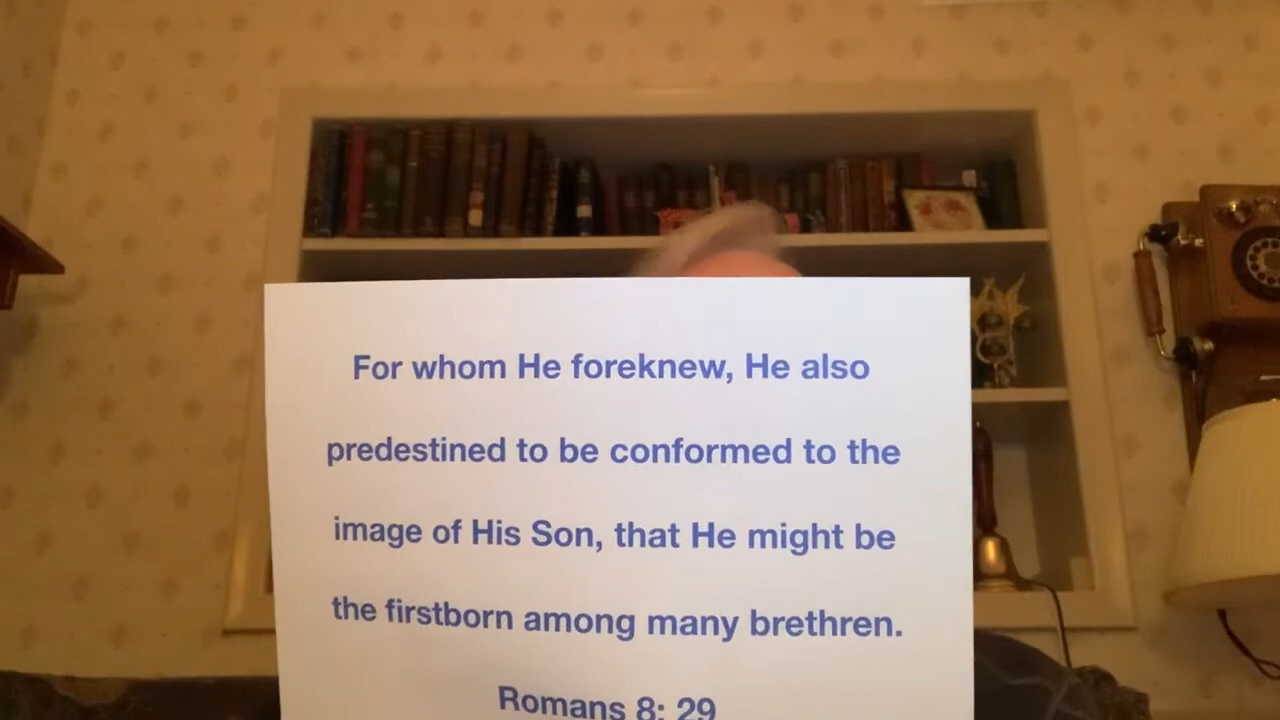 For whom He foreknew, He also
predestined to be conformed to the
image of His Son, that He might be
the firstborn among many brethren.
Romans 8: 29